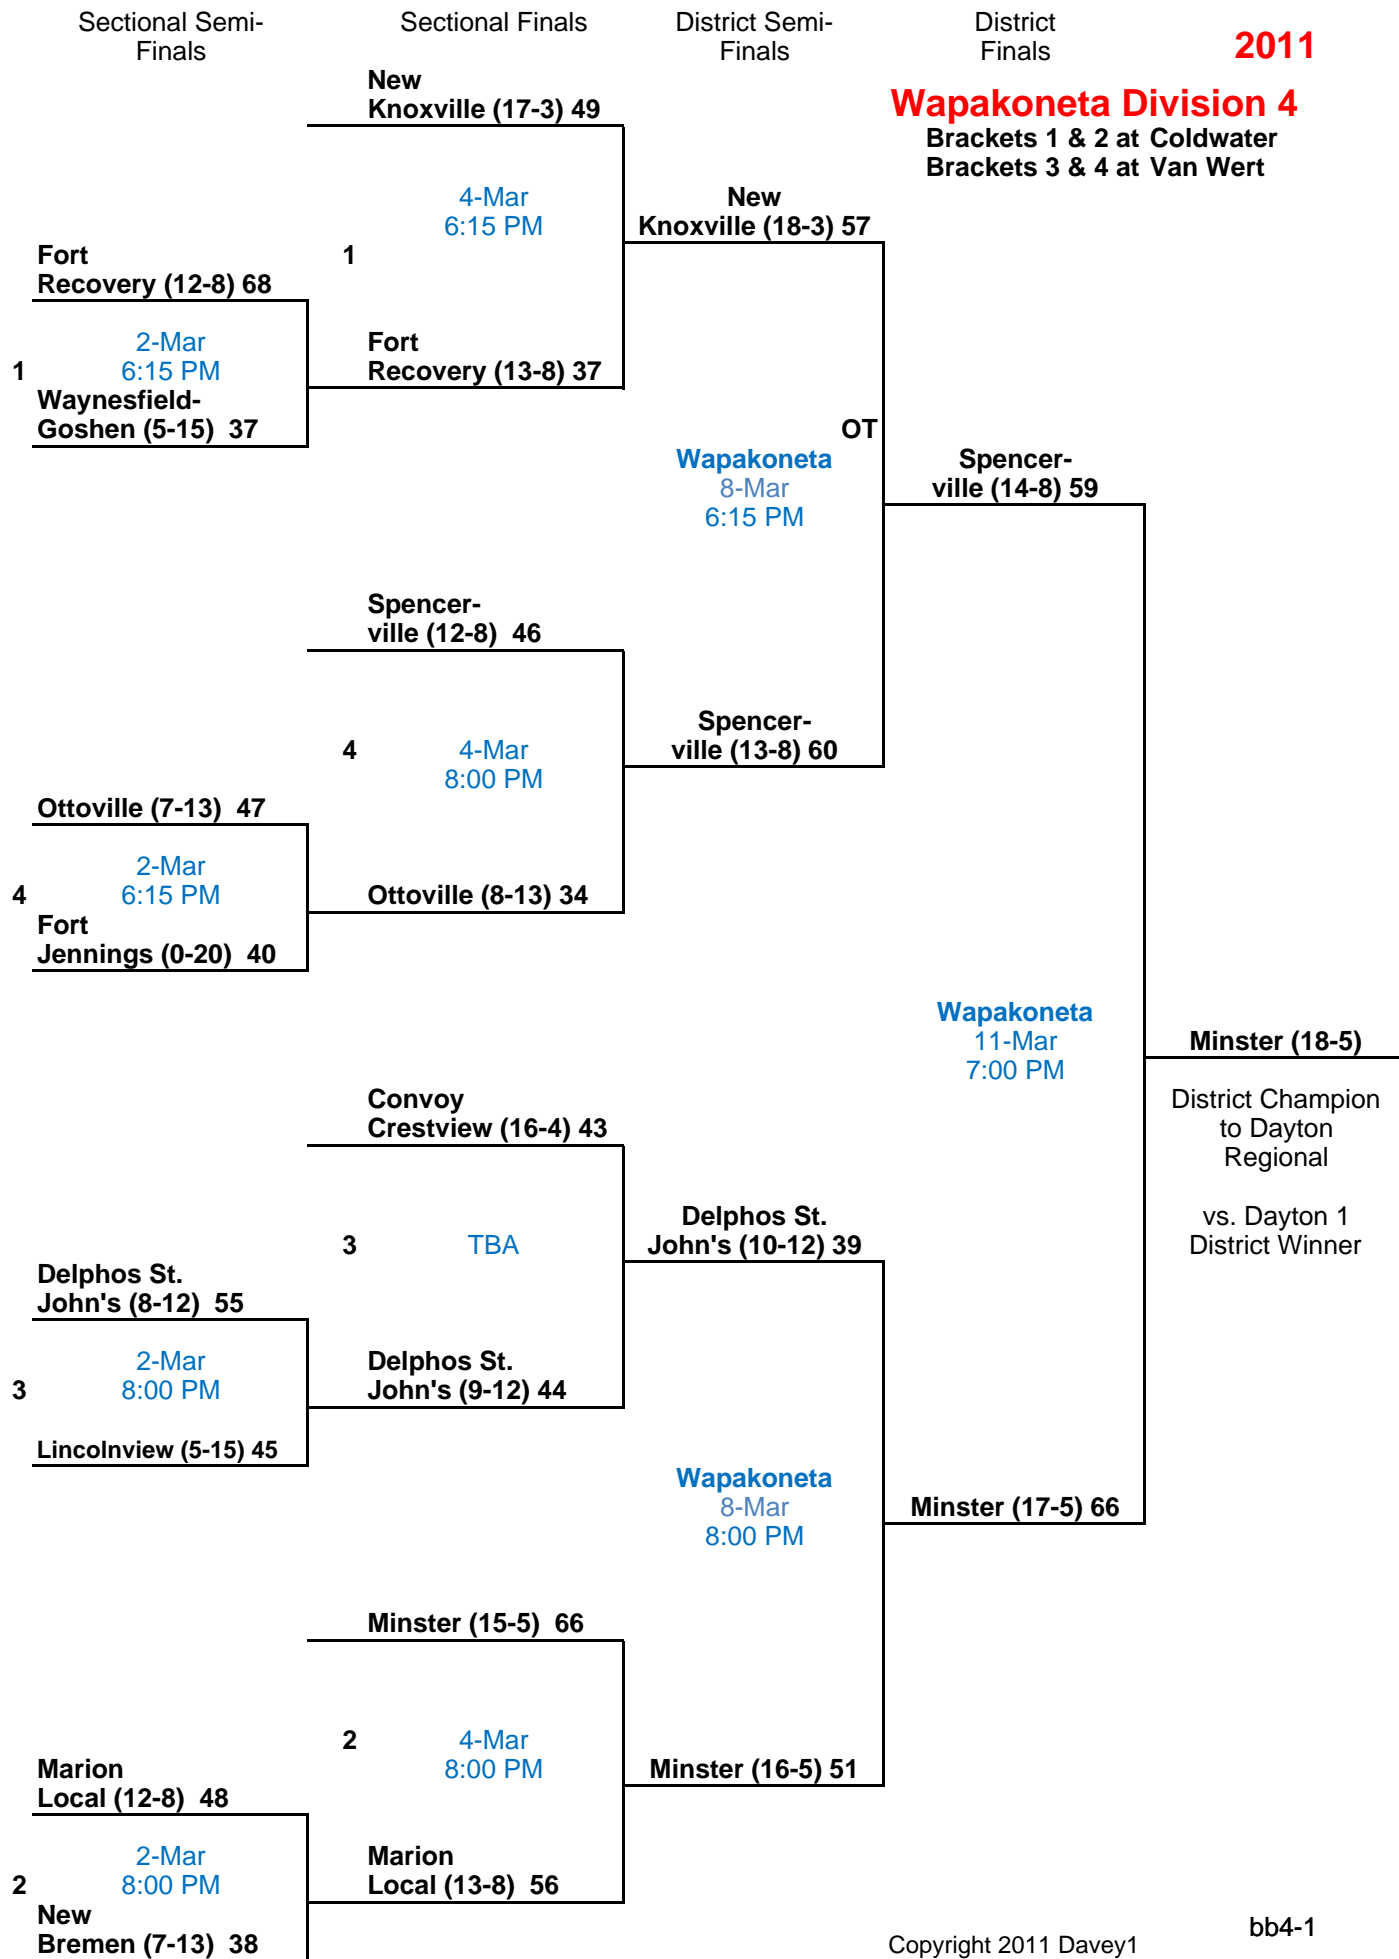 Sectional Semi-
Finals
Sectional Finals
District Semi-
Finals
District
Finals
2011
Wapakoneta Division 4
Brackets 1 & 2 at Coldwater
Brackets 3 & 4 at Van Wert
New
Knoxville (17-3) 49
4-Mar
6:15 PM
New
Knoxville (18-3) 57
Fort
Recovery (12-8) 68
1
2-Mar
6:15 PM
1
Fort
Recovery (13-8) 37
Waynesfield-
Goshen (5-15) 37
OT
Wapakoneta
8-Mar
6:15 PM
Spencer-
ville (14-8) 59
Spencer-
ville (12-8) 46
4
4-Mar
8:00 PM
Spencer-
ville (13-8) 60
Ottoville (7-13) 47
2-Mar
6:15 PM
4
Ottoville (8-13) 34
Fort
Jennings (0-20) 40
Wapakoneta
11-Mar
7:00 PM
Minster (18-5)
District Champion
to Dayton
Regional
vs. Dayton 1
District Winner
Convoy
Crestview (16-4) 43
3
TBA
Delphos St.
John's (10-12) 39
Delphos St.
John's (8-12) 55
2-Mar
8:00 PM
3
Delphos St.
John's (9-12) 44
Lincolnview (5-15) 45
Wapakoneta
8-Mar
8:00 PM
Minster (17-5) 66
Minster (15-5) 66
2
4-Mar
8:00 PM
Minster (16-5) 51
Marion
Local (12-8) 48
2-Mar
8:00 PM
2
Marion
Local (13-8) 56
New
Bremen (7-13) 38
Copyright 2011 Davey1
bb4-1